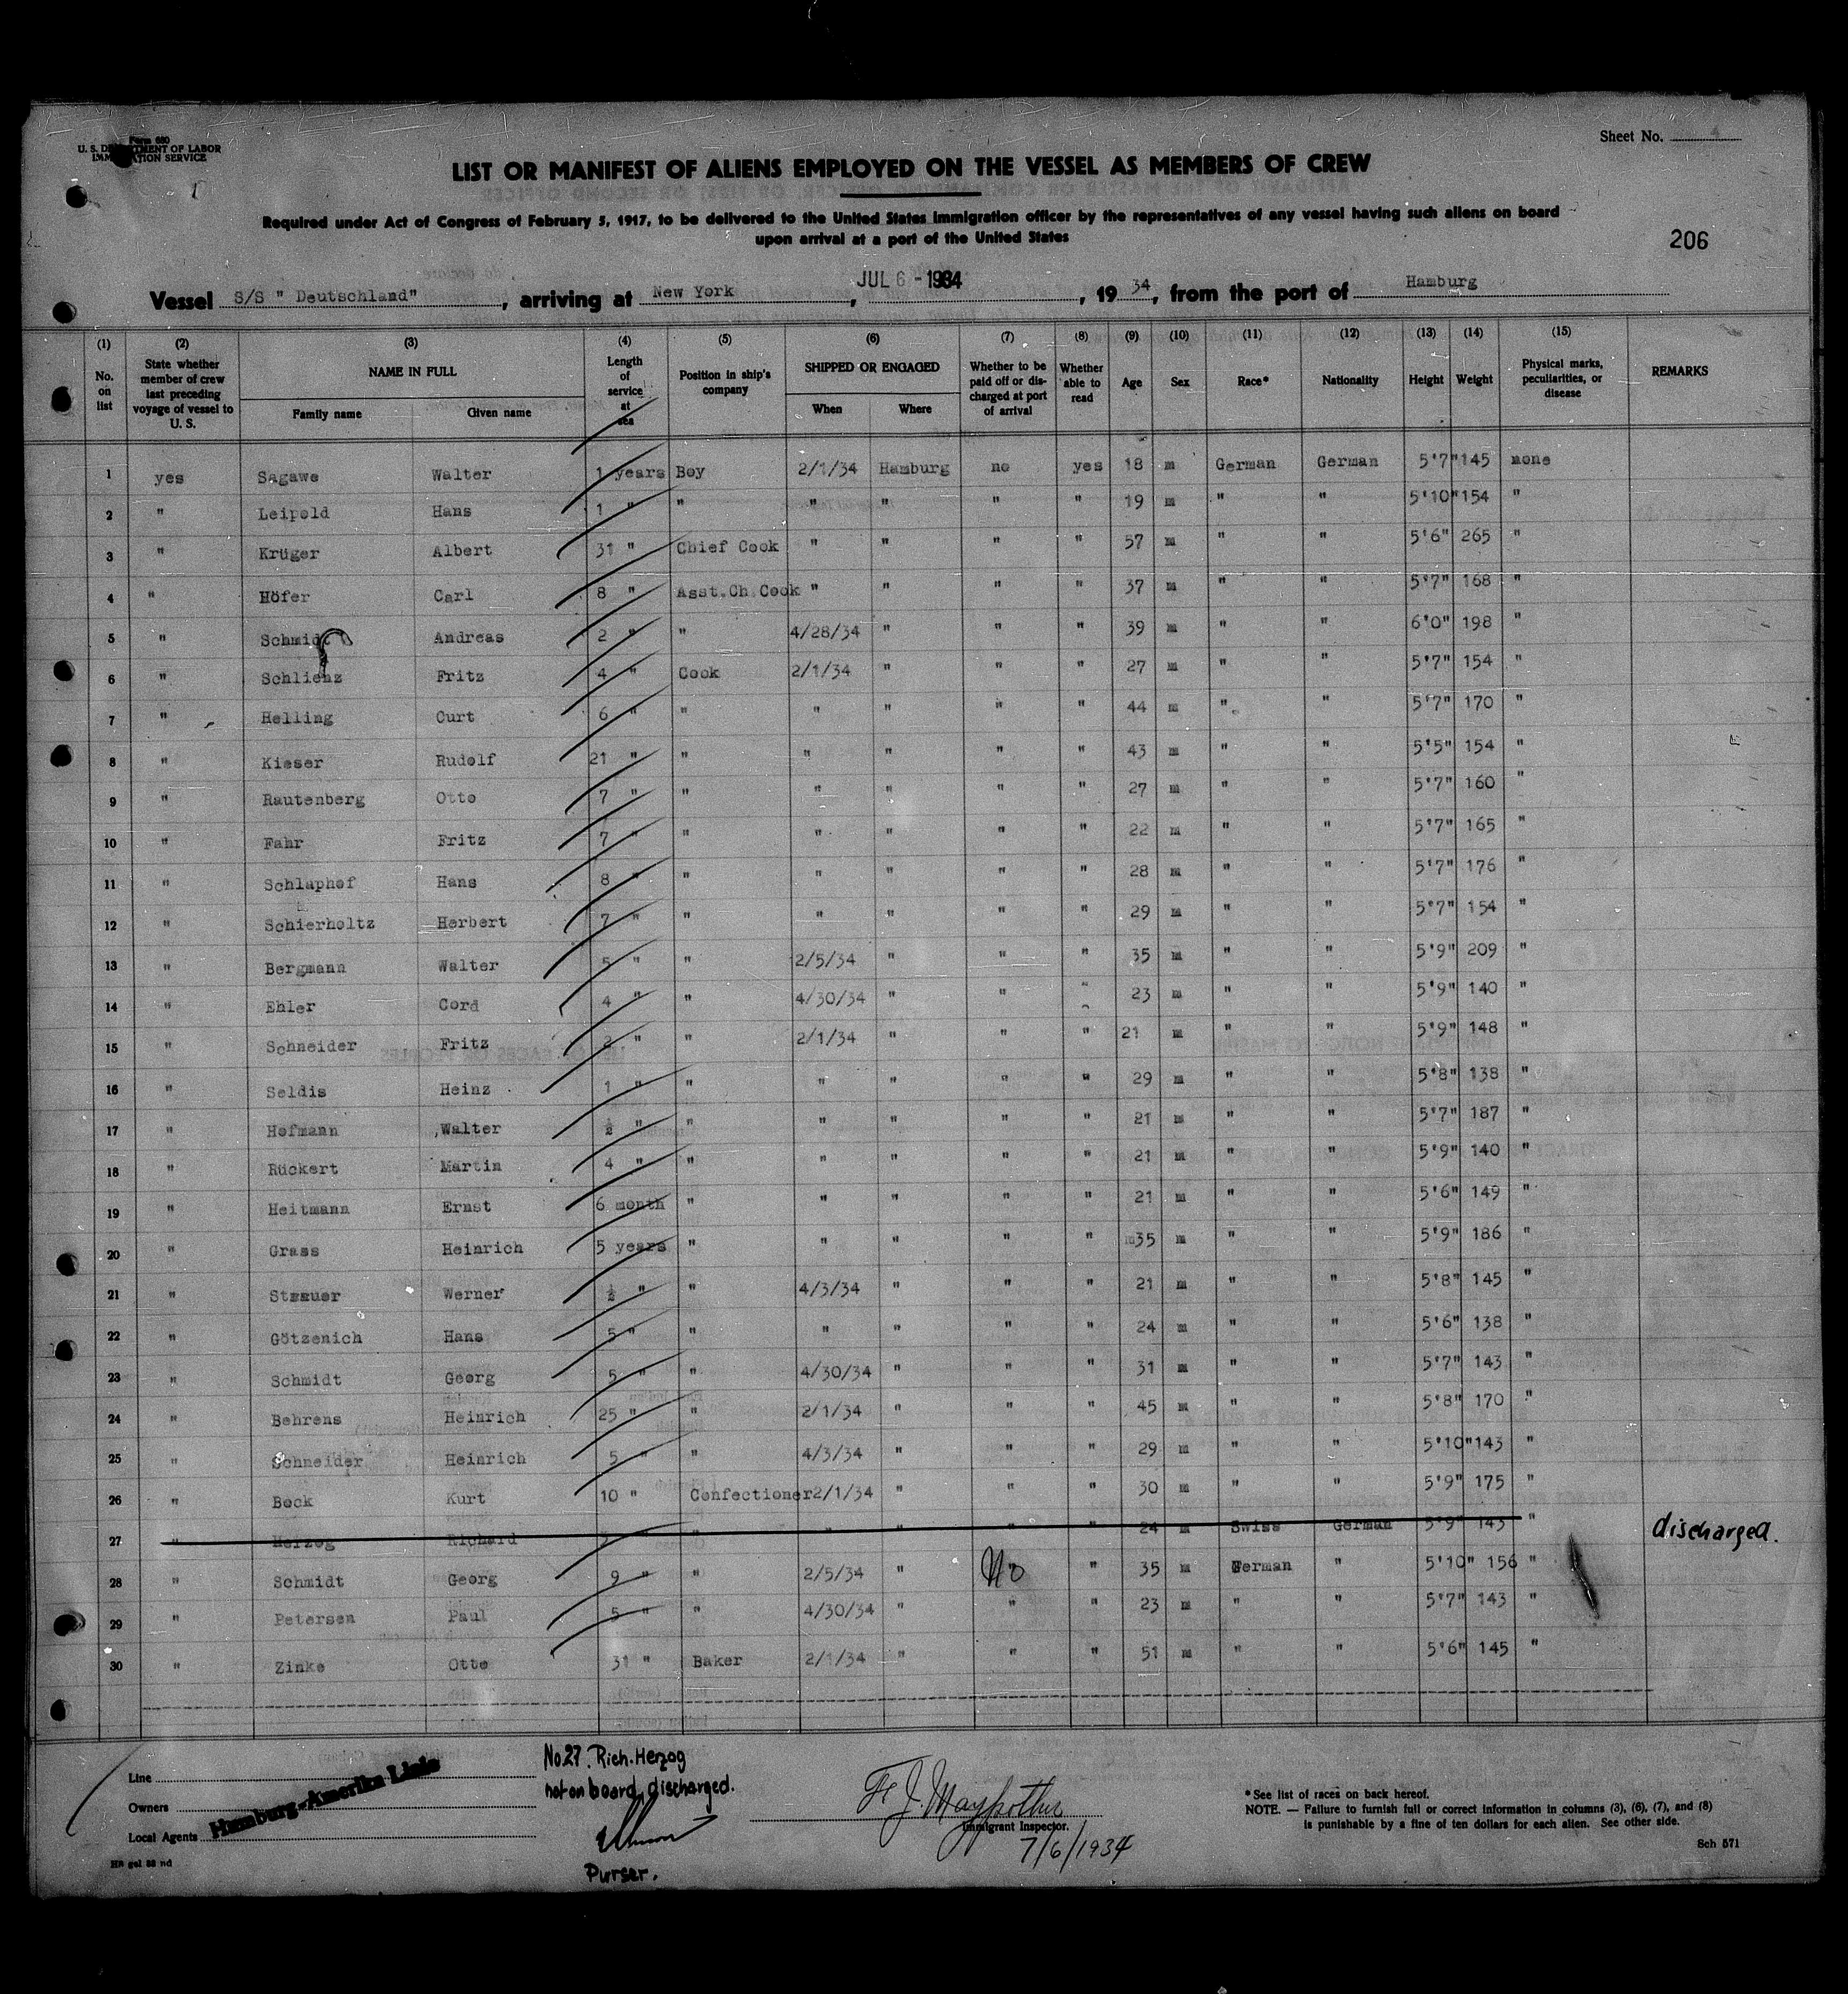 Form 680
U. S. DEPARTMENT OF LABOR
IMMIGRATION SERVICE
Sheet No. 4
LIST OR MANIFEST OF ALIENS EMPLOYED ON THE VESSEL AS MEMBERS OF CREW
Required under Act of Congress of February 5, 1917, to be delivered to the United States immigration officer by the representatives of any vessel having such aliens on board
upon arrival at a port of the United States
206
Vessel S/S " Deutschland", arriving at New York, JUL 6 - 1934, 19 34, from the port of Hamburg
(1) (2) (3) (4) (5) (6) (7) (8) (9) (10) (11) (12) (13) (14) (15)
No. on list State whether member of crew last preceding voyage of vessel to U. S. NAME IN FULL Family name Given name Length of service at sea Position in ship's company SHIPPED OR ENGAGED When Where Whether to be paid off or discharged at port of arrival Whether able to read Age Sex Race* Nationality Height Weight Physical marks, peculiarities, or disease REMARKS
1 yes Sagawe Walter 1 years Boy 2/1/34 Hamburg no yes 18 m German German 5'7" 145 none
2 " Leipold Hans 1 " " " " " " 19 m " " 5'10" 154 "
3 " Krüger Albert 31 " Chief Cook " " " " 57 m " " 5'6" 265 "
4 " Höfer Carl 8 " Asst.Ch.Cook " " " " 37 m " " 5'7" 168 "
5 " Schmidt Andreas 2 " " 4/28/34 " " " 39 m " " 6'0" 198 "
6 " Schlienz Fritz 4 " Cook 2/1/34 " " " 27 m " " 5'7" 154 "
7 " Helling Curt 6 " " " " " " 44 m " " 5'7" 170 "
8 " Kieser Rudolf 21 " " " " " " 43 m " " 5'5" 154 "
9 " Rautenberg Otto 7 " " " " " " 27 m " " 5'7" 160 "
10 " Fahr Fritz 7 " " " " " " 22 m " " 5'7" 165 "
11 " Schlaphof Hans 8 " " " " " " 28 m " " 5'7" 176 "
12 " Schierholtz Herbert 7 " " " " " " 29 m " " 5'7" 154 "
13 " Bergmann Walter 5 " " 2/5/34 " " " 35 m " " 5'9" 209 "
14 " Ehler Cord 4 " " 4/30/34 " " " 23 m " " 5'9" 140 "
15 " Schneider Fritz " " 2/1/34 " " " 21 m " " 5'9" 148 "
16 " Seldis Heinz 1 " " " " " " 29 m " " 5'8" 138 "
17 " Hofmann Walter ½ " " " " " " 21 m " " 5'7" 187 "
18 " Rückert Martin 4 " " " " " " 21 m " " 5'9" 140 "
19 " Heitmann Ernst 6 month " " " " " 21 m " " 5'6" 149 "
20 " Grass Heinrich 5 years " " " " " 35 m " " 5'9" 186 "
21 " Werner ½ " " 4/3/34 " " " 21 m " " 5'8" 145 "
22 " Götzenich Hans 5 " " " " " " 24 m " " 5'6" 138 "
23 " Schmidt Georg 5 " " 4/30/34 " " " 31 m " " 5'7" 143 "
24 " Behrens Heinrich 25 " " 2/1/34 " " " 45 m " " 5'8" 170 "
25 " Schneider Heinrich 5 " " 4/3/34 " " " 29 m " " 5'10" 143 "
26 " Bock Kurt 10 " Confectioner 2/1/34 " " " 30 m " " 5'9" 175 "
27 " Herzog Richard " " " " " 24 m Swiss German 5'9" 143 " discharged.
28 " Schmidt Georg 9 " " 2/5/34 " No " 35 m German " 5'10" 156 "
29 " Petersen Paul 5 " " 4/30/34 " " " 23 m " " 5'7" 143 "
30 " Zinke Otto 31 " Baker 2/1/34 " " " 51 m " " 5'6" 145 "
Line
Owners
Local Agents
Hamburg-Amerika Linie
No 27. Rich. Herzog
not on board, discharged.
Purser.
Immigrant Inspector.
7/6/1934
* See list of races on back hereof.
NOTE. — Failure to furnish full or correct information in columns (3), (6), (7), and (8)
is punishable by a fine of ten dollars for each alien. See other side.
Sch 571